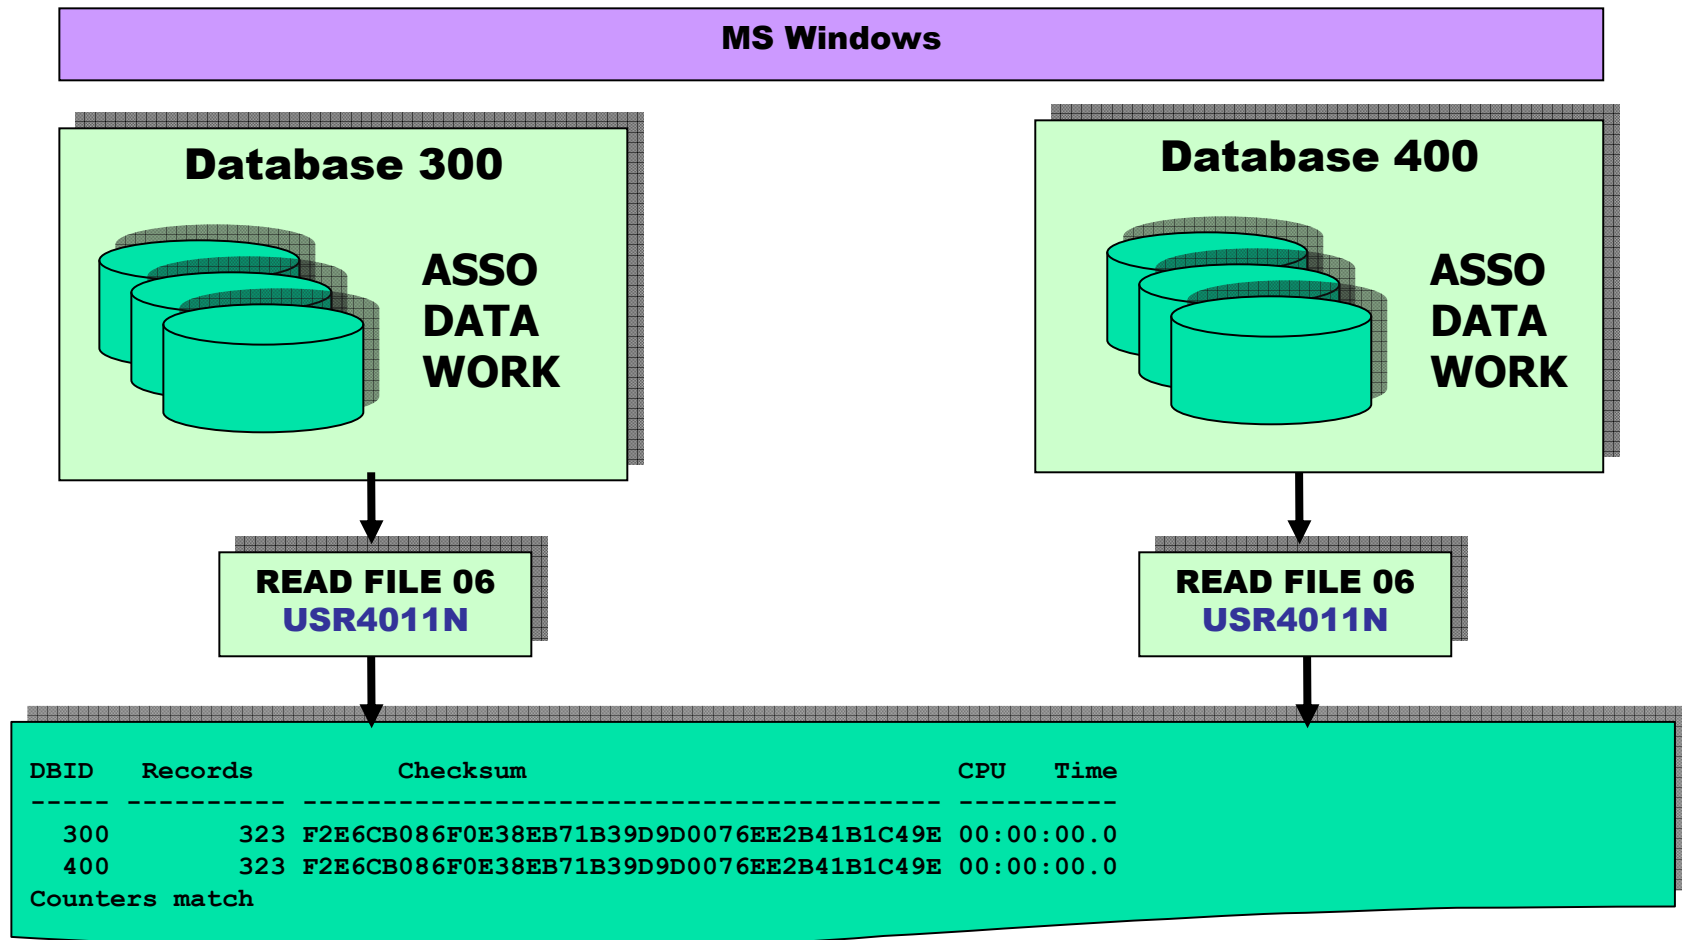 MS Windows
Database 300
ASSO
DATA
WORK
Database 400
ASSO
DATA
WORK
READ FILE 06
USR4011N
READ FILE 06
USR4011N
DBID   Records         Checksum                           CPU   Time
----- ---------- ---------------------------------------- ----------
  300        323 F2E6CB086F0E38EB71B39D9D0076EE2B41B1C49E 00:00:00.0
  400        323 F2E6CB086F0E38EB71B39D9D0076EE2B41B1C49E 00:00:00.0
Counters match